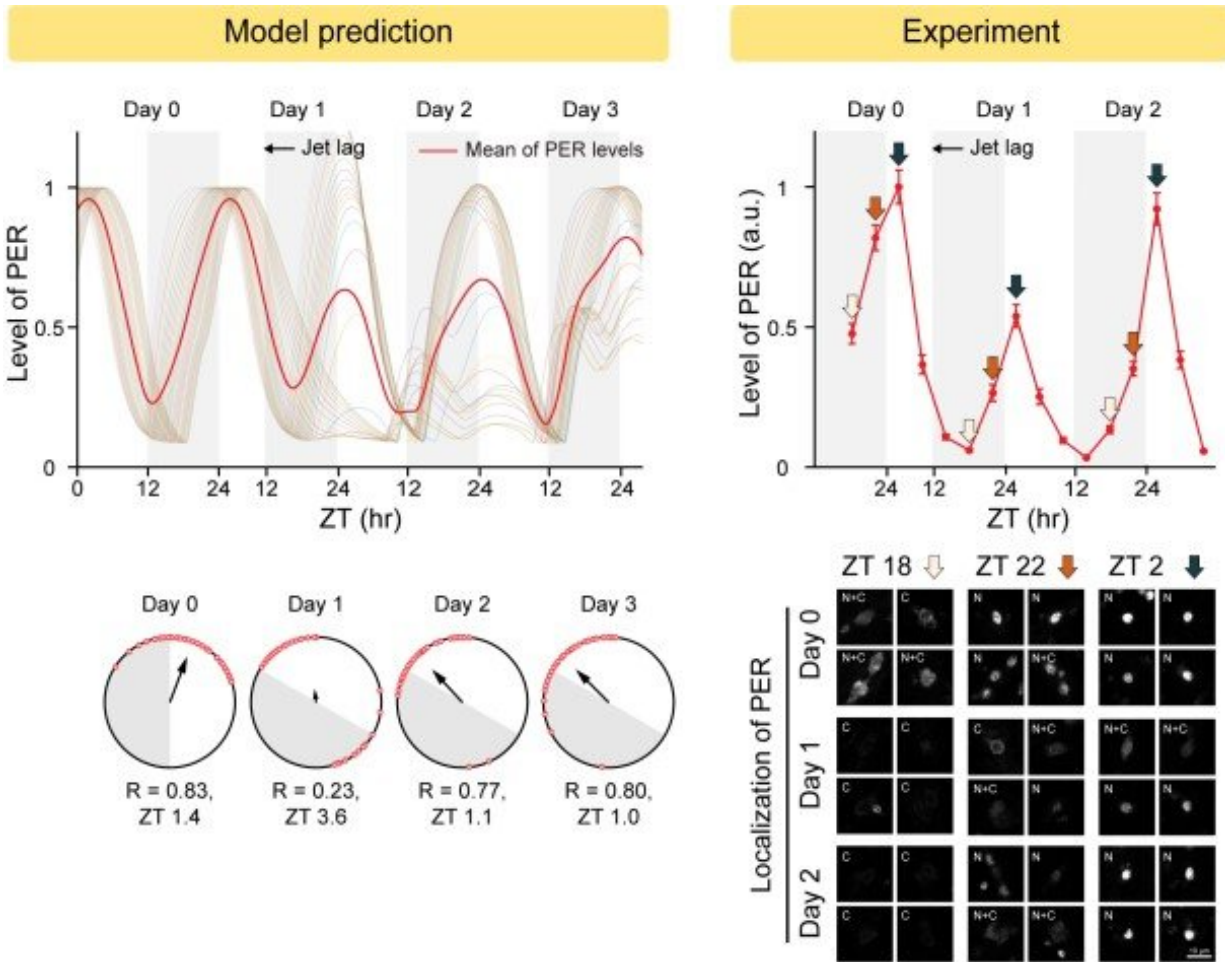 Model prediction
Day 0
Day 1
Day 2
Day 3
Jet lag
Mean of PER levels
Level of PER
1
0.5
0
0
12
24
12
24
12
24
12
24
ZT (hr)
Day 0
Day 1
Day 2
Day 3
R = 0.83,
ZT 1.4
R = 0.23,
ZT 3.6
R = 0.77,
ZT 1.1
R = 0.80,
ZT 1.0
Experiment
Day 0
Day 1
Day 2
Jet lag
Level of PER (a.u.)
1
0.5
0
24
12
24
12
24
ZT (hr)
ZT 18
ZT 22
ZT 2
Localization of PER
Day 0
N+C
C
N
N
N
N
N+C
N+C
N
N+C
N
N
Day 1
C
C
C
N+C
N+C
N+C
C
C
N+C
N
N
N
Day 2
C
C
N
N
N
N
C
C
N+C
N+C
N
N